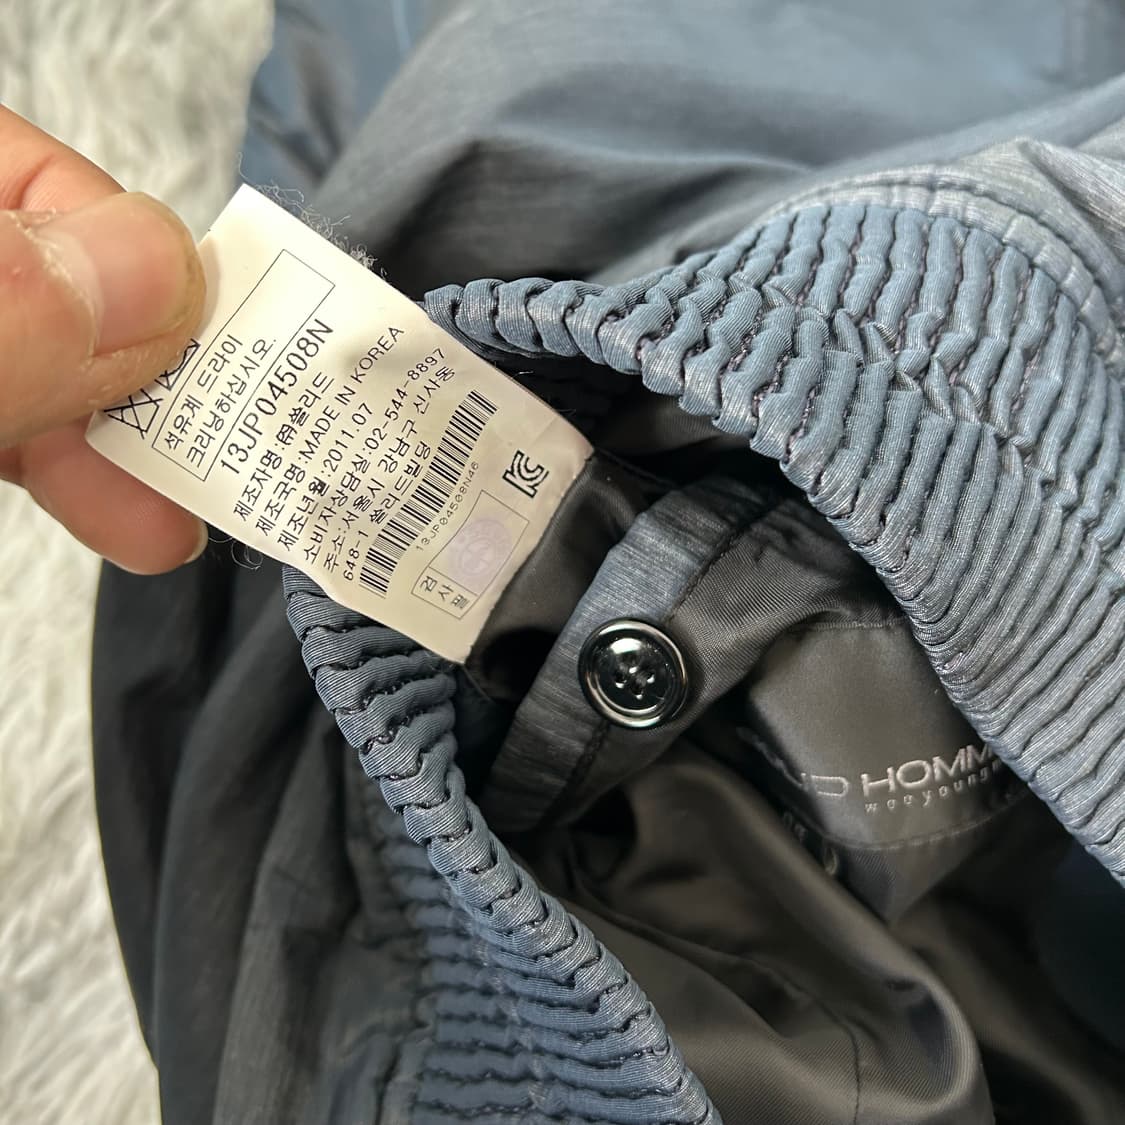 석유계 드라이
크리닝하십시오.
13JP04508N
제조자명:㈜쏠리드
제조국명:MADE IN KOREA
제조년월:2011.07
소비자상담실:02-544-8897
주소:서울시 강남구 신사동
648-1 쏠리드빌딩
13JP04508N46
검
사
필
HOMM
wooyoung